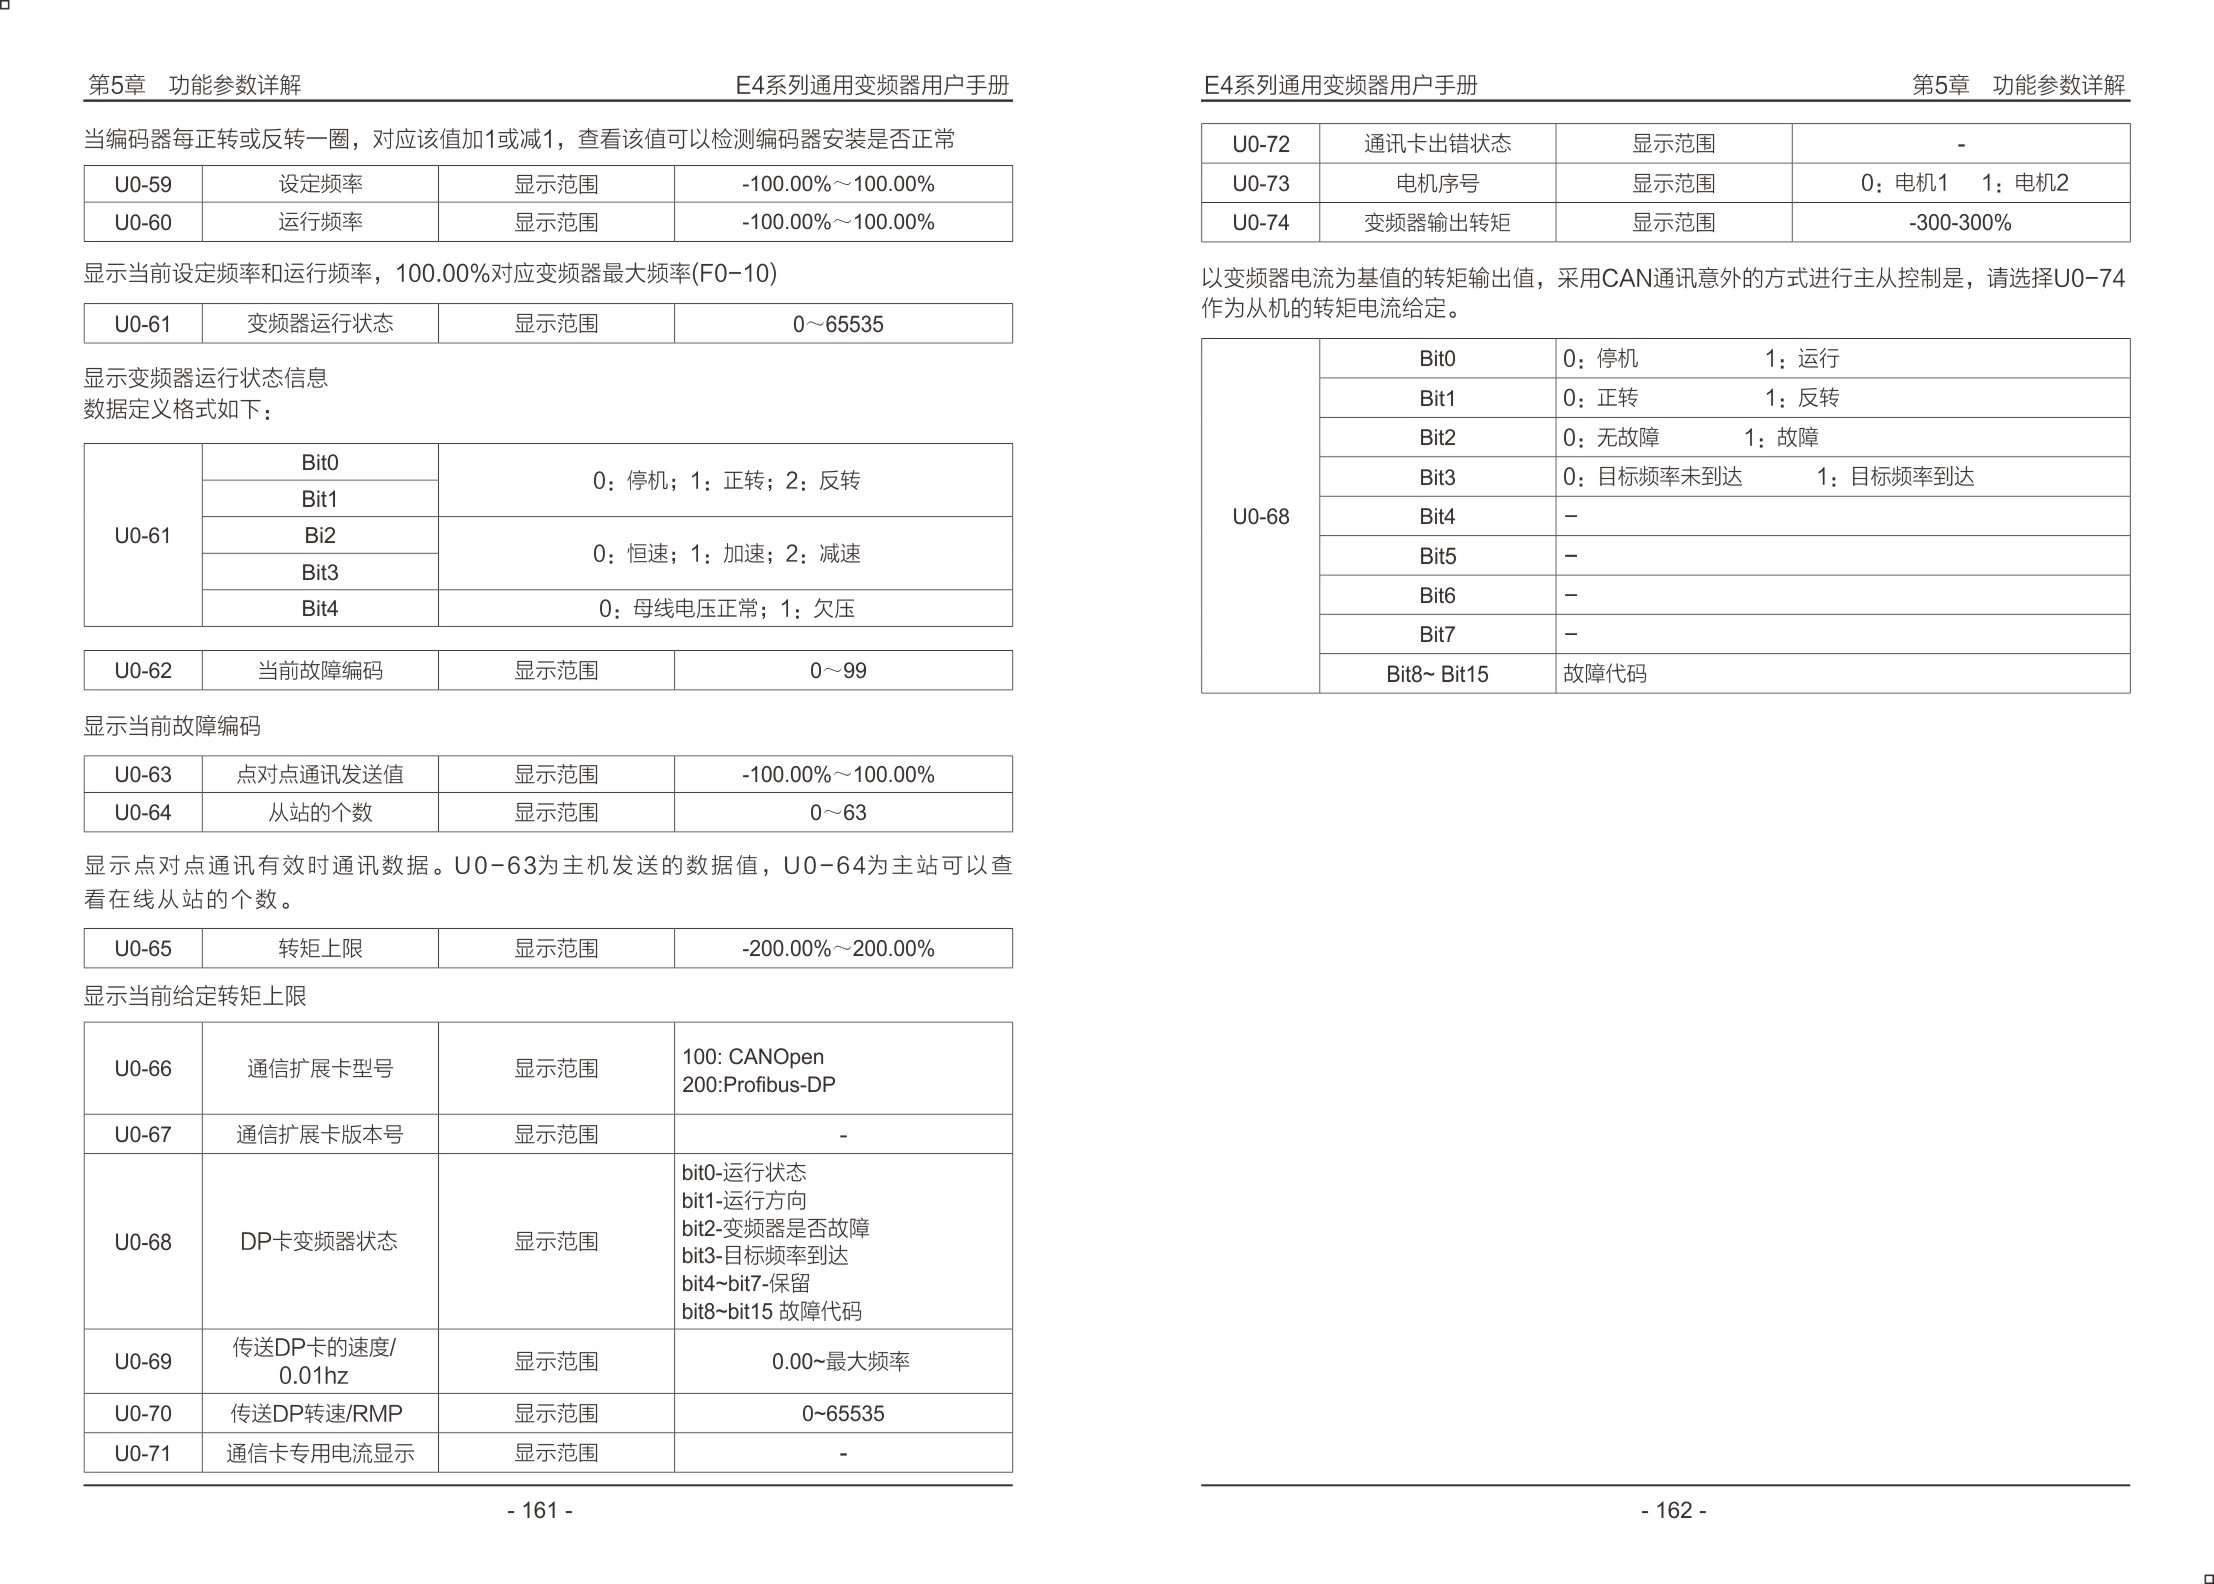 第5章　功能参数详解
E4系列通用变频器用户手册
当编码器每正转或反转一圈，对应该值加1或减1，查看该值可以检测编码器安装是否正常
U0-59 设定频率 显示范围 -100.00%～100.00%
U0-60 运行频率 显示范围 -100.00%～100.00%
显示当前设定频率和运行频率，100.00%对应变频器最大频率(F0-10)
U0-61 变频器运行状态 显示范围 0～65535
显示变频器运行状态信息
数据定义格式如下：
U0-61
Bit0
Bit1
0：停机；1：正转；2：反转
Bi2
Bit3
0：恒速；1：加速；2：减速
Bit4 0：母线电压正常；1：欠压
U0-62 当前故障编码 显示范围 0～99
显示当前故障编码
U0-63 点对点通讯发送值 显示范围 -100.00%～100.00%
U0-64 从站的个数 显示范围 0～63
显示点对点通讯有效时通讯数据。U0-63为主机发送的数据值，U0-64为主站可以查
看在线从站的个数。
U0-65 转矩上限 显示范围 -200.00%～200.00%
显示当前给定转矩上限
U0-66 通信扩展卡型号 显示范围
100: CANOpen
200:Profibus-DP
U0-67 通信扩展卡版本号 显示范围 -
U0-68 DP卡变频器状态 显示范围
bit0-运行状态
bit1-运行方向
bit2-变频器是否故障
bit3-目标频率到达
bit4~bit7-保留
bit8~bit15 故障代码
U0-69
传送DP卡的速度/
0.01hz
显示范围 0.00~最大频率
U0-70 传送DP转速/RMP 显示范围 0~65535
U0-71 通信卡专用电流显示 显示范围 -
- 161 -
E4系列通用变频器用户手册
第5章　功能参数详解
U0-72 通讯卡出错状态 显示范围 -
U0-73 电机序号 显示范围 0：电机1　1：电机2
U0-74 变频器输出转矩 显示范围 -300-300%
以变频器电流为基值的转矩输出值，采用CAN通讯意外的方式进行主从控制是，请选择U0-74
作为从机的转矩电流给定。
U0-68
Bit0 0：停机 1：运行
Bit1 0：正转 1：反转
Bit2 0：无故障 1：故障
Bit3 0：目标频率未到达 1：目标频率到达
Bit4 –
Bit5 –
Bit6 –
Bit7 –
Bit8~ Bit15 故障代码
- 162 -